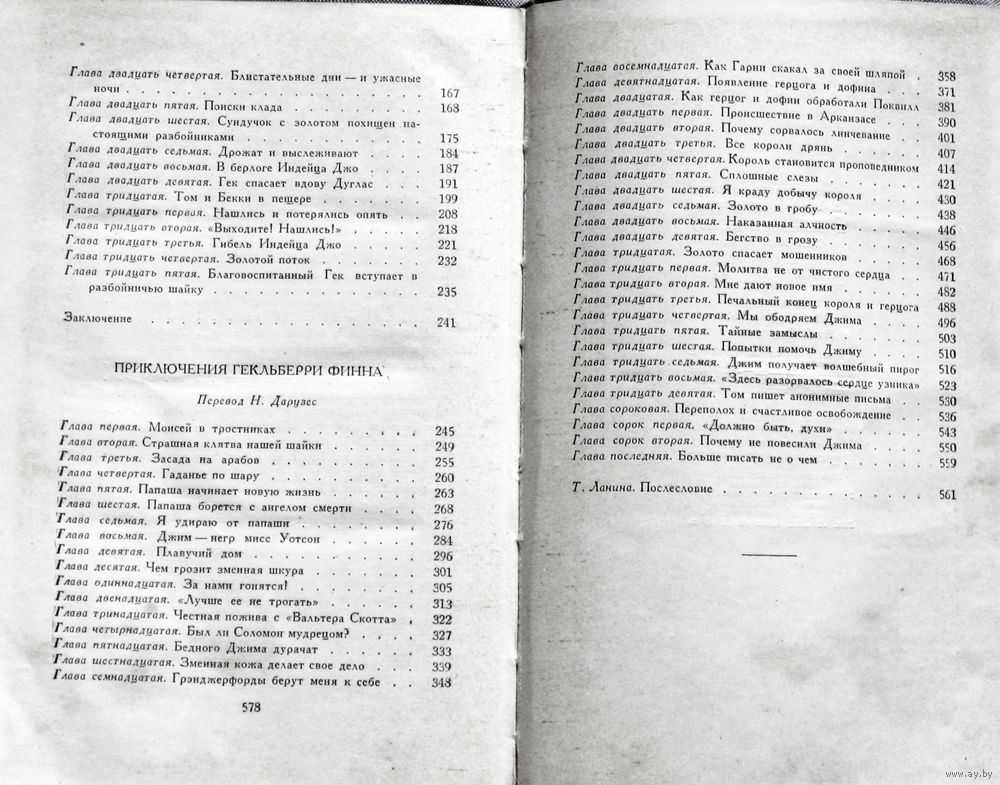 Глава двадцать четвертая. Блистательные дни — и ужасные
ночи . . . . . . . . . . . . . . . . . . 167
Глава двадцать пятая. Поиски клада . . . . . . . 168
Глава двадцать шестая. Сундучок с золотом похищен на-
стоящими разбойниками . . . . . . . . . . 175
Глава двадцать седьмая. Дрожат и выслеживают . . . 184
Глава двадцать восьмая. В берлоге Индейца Джо . . . 187
Глава двадцать девятая. Гек спасает вдову Дуглас . . . 191
Глава тридцатая. Том и Бекки в пещере . . . . . . 199
Глава тридцать первая. Нашлись и потерялись опять . . 208
Глава тридцать вторая. «Выходите! Нашлись!» . . . . . 218
Глава тридцать третья. Гибель Индейца Джо . . . . 221
Глава тридцать четвертая. Золотой поток . . . . . . 232
Глава тридцать пятая. Благовоспитанный Гек вступает в
разбойничью шайку . . . . . . . . . . . . 235
Заключение . . . . . . . . . . . . . . . . 241
ПРИКЛЮЧЕНИЯ ГЕКЛЬБЕРРИ ФИННА
Перевод Н. Дарузес
Глава первая. Моисей в тростниках . . . . . . . 245
Глава вторая. Страшная клятва нашей шайки . . . . . 249
Глава третья. Засада на арабов . . . . . . . . . 255
Глава четвертая. Гаданье по шару . . . . . . . . 260
Глава пятая. Папаша начинает новую жизнь . . . . . 263
Глава шестая. Папаша борется с ангелом смерти . . . . 268
Глава седьмая. Я удираю от папаши . . . . . . . 276
Глава восьмая. Джим — негр мисс Уотсон . . . . . 284
Глава девятая. Плавучий дом . . . . . . . . . . 296
Глава десятая. Чем грозит змеиная шкура . . . . . . 301
Глава одиннадцатая. За нами гонятся! . . . . . . . 305
Глава двенадцатая. «Лучше ее не трогать» . . . . . 313
Глава тринадцатая. Честная пожива с «Вальтера Скотта» . 322
Глава четырнадцатая. Был ли Соломон мудрецом? . . . . 327
Глава пятнадцатая. Бедного Джима дурачат . . . . . 333
Глава шестнадцатая. Змеиная кожа делает свое дело . . . 339
Глава семнадцатая. Грэнджерфорды берут меня к себе . . 348
578
Глава восемнадцатая. Как Гарни скакал за своей шляпой . 358
Глава девятнадцатая. Появление герцога и дофина . . . 371
Глава двадцатая. Как герцог и дофин обработали Поквилл 381
Глава двадцать первая. Происшествие в Арканзасе . . . 390
Глава двадцать вторая. Почему сорвалось линчевание . . 401
Глава двадцать третья. Все короли дрянь . . . . . . 407
Глава двадцать четвертая. Король становится проповедником 414
Глава двадцать пятая. Сплошные слезы . . . . . . 421
Глава двадцать шестая. Я краду добычу короля . . . . 430
Глава двадцать седьмая. Золото в гробу . . . . . . 438
Глава двадцать восьмая. Наказанная алчность . . . . 446
Глава двадцать девятая. Бегство в грозу . . . . . . 456
Глава тридцатая. Золото спасает мошенников . . . . . 468
Глава тридцать первая. Молитва не от чистого сердца . . 471
Глава тридцать вторая. Мне дают новое имя . . . . . 482
Глава тридцать третья. Печальный конец короля и герцога 488
Глава тридцать четвертая. Мы ободряем Джима . . . . 496
Глава тридцать пятая. Тайные замыслы . . . . . . 503
Глава тридцать шестая. Попытки помочь Джиму . . . . 510
Глава тридцать седьмая. Джим получает волшебный пирог 516
Глава тридцать восьмая. «Здесь разорвалось сердце узника» 523
Глава тридцать девятая. Том пишет анонимные письма . . 530
Глава сороковая. Переполох и счастливое освобождение . . 536
Глава сорок первая. «Должно быть, духи» . . . . . . 543
Глава сорок вторая. Почему не повесили Джима . . . . 550
Глава последняя. Больше писать не о чем . . . . . . 559
Т. Ланина. Послесловие . . . . . . . . . . . . 561
www.ay.by